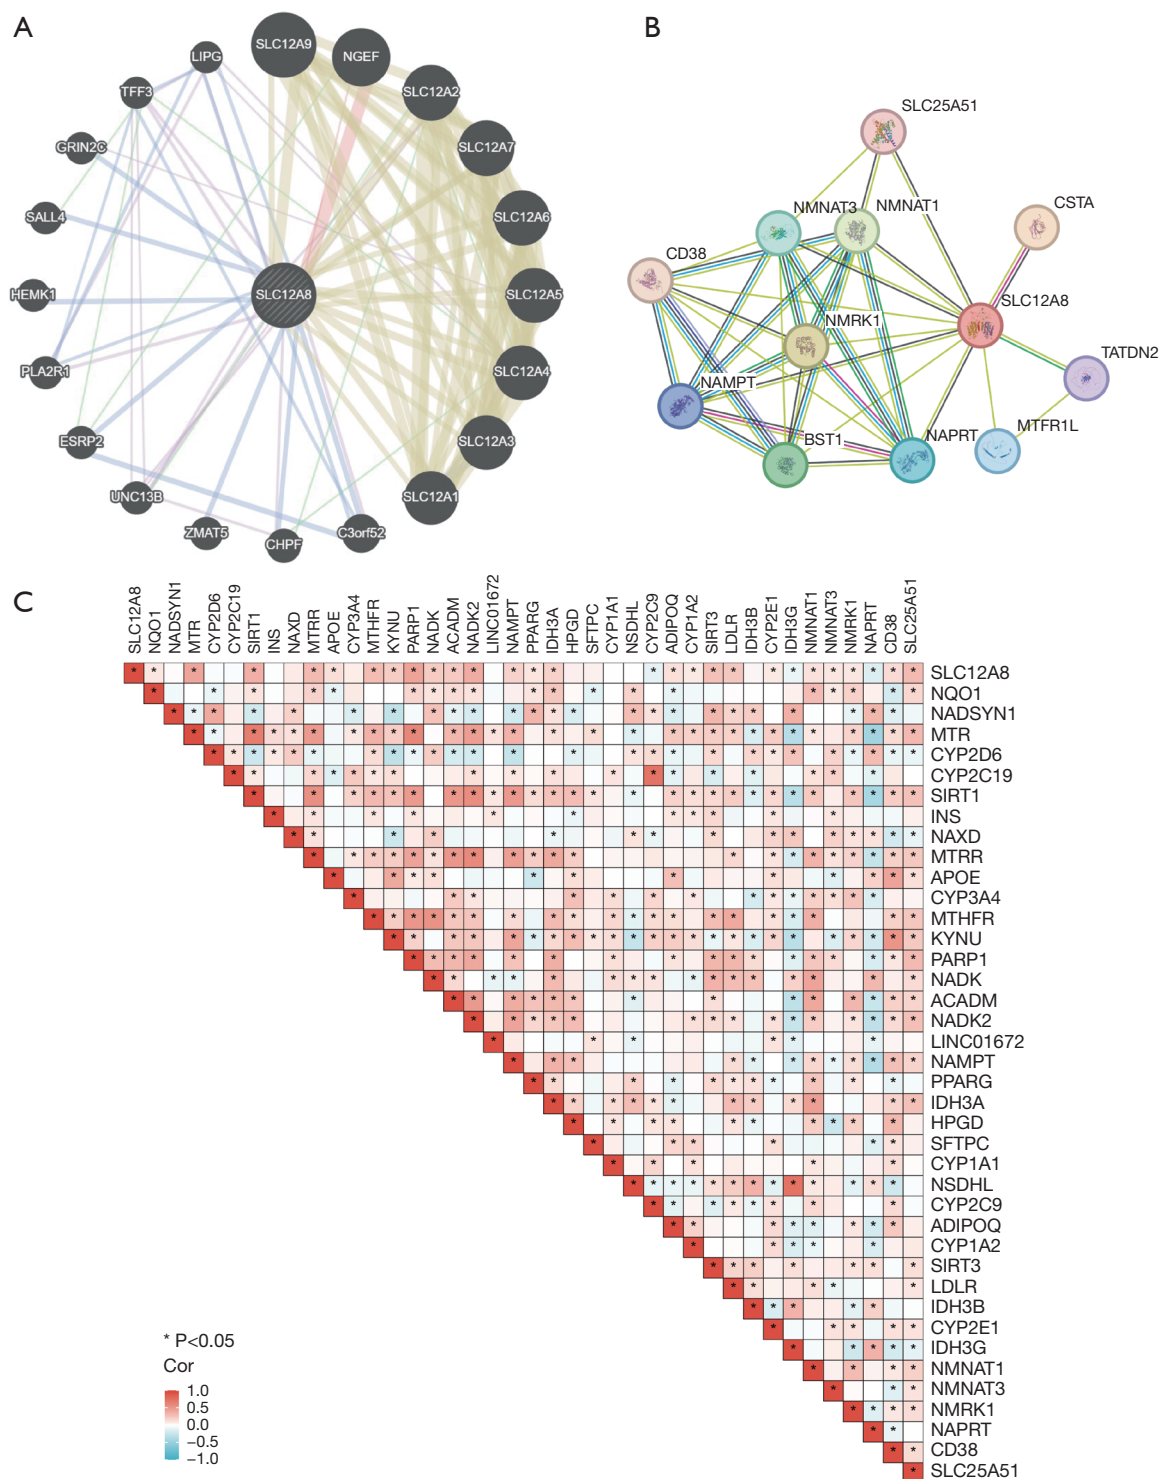 A
SLC12A9
NGEF
LIPG
SLC12A2
TFF3
SLC12A7
GRIN2C
SLC12A6
SALL4
SLC12A8
SLC12A5
HEMK1
PLA2R1
SLC12A4
ESRP2
SLC12A3
UNC13B
SLC12A1
ZMAT5
CHPF
C3orf52
B
SLC25A51
NMNAT3
NMNAT1
CSTA
CD38
SLC12A8
NMRK1
TATDN2
NAMPT
MTFR1L
BST1
NAPRT
C
SLC12A8
NQO1
NADSYN1
MTR
CYP2D6
CYP2C19
SIRT1
INS
NAXD
MTRR
APOE
CYP3A4
MTHFR
KYNU
PARP1
NADK
ACADM
NADK2
LINC01672
NAMPT
PPARG
IDH3A
HPGD
SFTPC
CYP1A1
NSDHL
CYP2C9
ADIPOQ
CYP1A2
SIRT3
LDLR
IDH3B
CYP2E1
IDH3G
NMNAT1
NMNAT3
NMRK1
NAPRT
CD38
SLC25A51
SLC12A8
NQO1
NADSYN1
MTR
CYP2D6
CYP2C19
SIRT1
INS
NAXD
MTRR
APOE
CYP3A4
MTHFR
KYNU
PARP1
NADK
ACADM
NADK2
LINC01672
NAMPT
PPARG
IDH3A
HPGD
SFTPC
CYP1A1
NSDHL
CYP2C9
ADIPOQ
CYP1A2
SIRT3
LDLR
IDH3B
CYP2E1
IDH3G
NMNAT1
NMNAT3
NMRK1
NAPRT
CD38
SLC25A51
* P<0.05
Cor
1.0
0.5
0.0
−0.5
−1.0